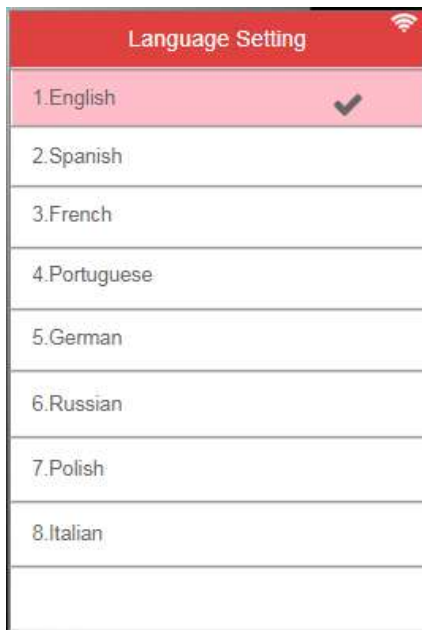 Language Setting
1.English
2.Spanish
3.French
4.Portuguese
5.German
6.Russian
7.Polish
8.Italian